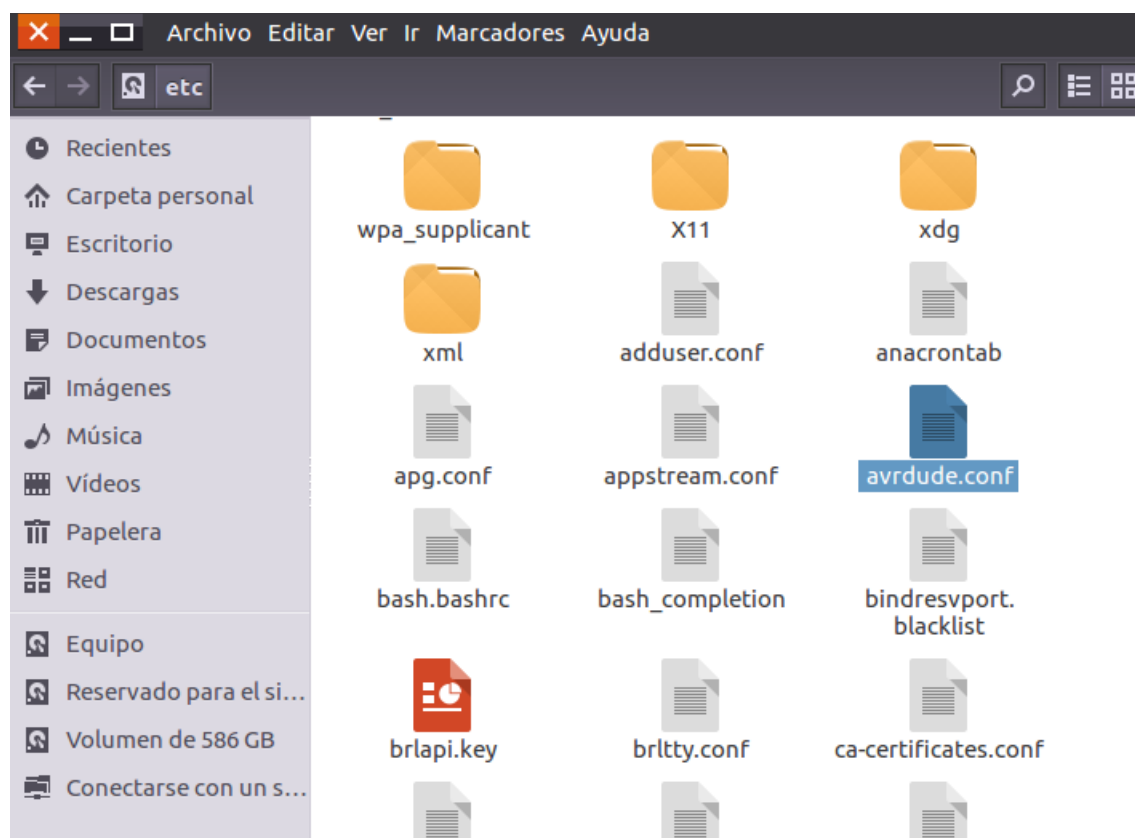 Archivo Editar Ver Ir Marcadores Ayuda
etc
Recientes
Carpeta personal
Escritorio
Descargas
Documentos
Imágenes
Música
Vídeos
Papelera
Red
Equipo
Reservado para el si...
Volumen de 586 GB
Conectarse con un s...
wpa_supplicant
X11
xdg
xml
adduser.conf
anacrontab
apg.conf
appstream.conf
avrdude.conf
bash.bashrc
bash_completion
bindresvport.
blacklist
brlapi.key
brltty.conf
ca-certificates.conf